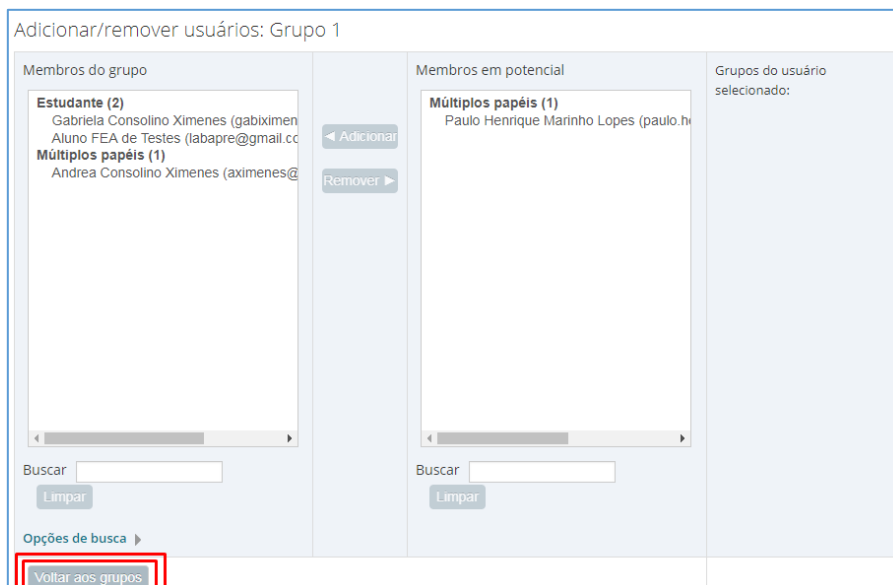 Adicionar/remover usuários: Grupo 1
Membros do grupo
Estudante (2)
Gabriela Consolino Ximenes (gabiximen
Aluno FEA de Testes (labapre@gmail.cc
Múltiplos papéis (1)
Andrea Consolino Ximenes (aximenes@
◄ Adicionar
Remover ►
Membros em potencial
Múltiplos papéis (1)
Paulo Henrique Marinho Lopes (paulo.he
Grupos do usuário
selecionado:
Buscar
Limpar
Buscar
Limpar
Opções de busca
Voltar aos grupos